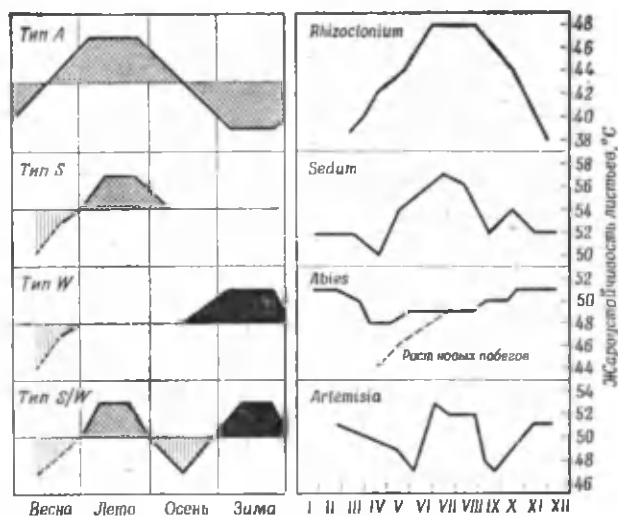 Тип A
Тип S
Тип W
Тип S/W
Весна Лето Осень Зима
Rhizoclonium
48
46
44
42
40
38
Sedum
58
56
54
52
50
Abies
52
50
48
46
44
Рост новых побегов
Artemisia
54
52
50
48
46
I II III IV V VI VII VIII IX X XI XII
Жароустойчивость листьев, °C